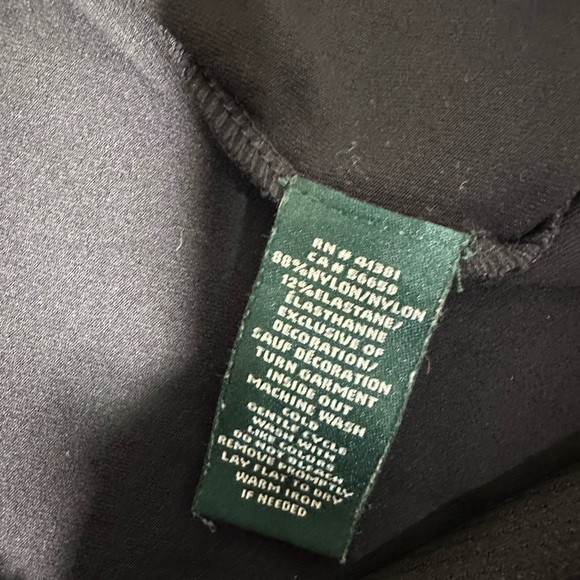 RN # 41381
CA # 56659
88%NYLON/NYLON
12%ELASTANE/
ÉLASTHANNE
EXCLUSIVE OF
DECORATION/
SAUF DÉCORATION
TURN GARMENT
INSIDE OUT
MACHINE WASH
COLD
GENTLE CYCLE
WASH WITH
LIKE COLORS
DO NOT BLEACH
REMOVE PROMPTLY
LAY FLAT TO DRY
WARM IRON
IF NEEDED